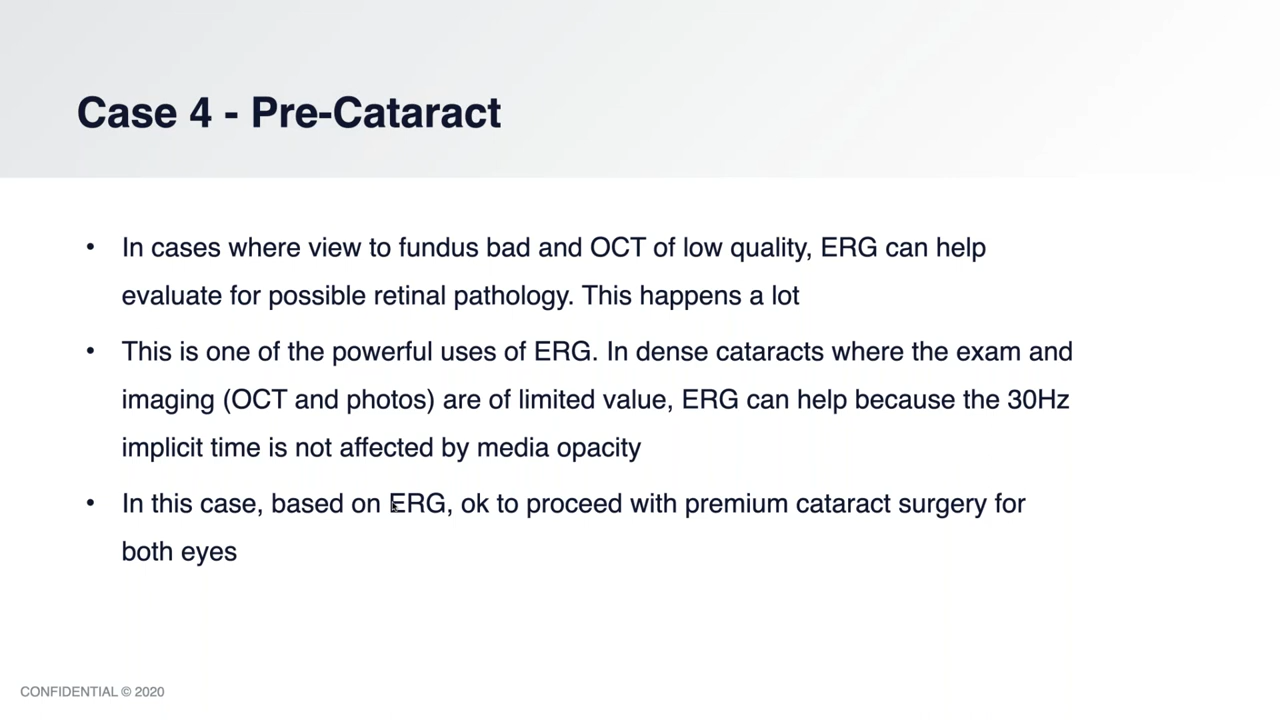 Case 4 - Pre-Cataract
• In cases where view to fundus bad and OCT of low quality, ERG can help
evaluate for possible retinal pathology. This happens a lot
• This is one of the powerful uses of ERG. In dense cataracts where the exam and
imaging (OCT and photos) are of limited value, ERG can help because the 30Hz
implicit time is not affected by media opacity
• In this case, based on ERG, ok to proceed with premium cataract surgery for
both eyes
CONFIDENTIAL © 2020